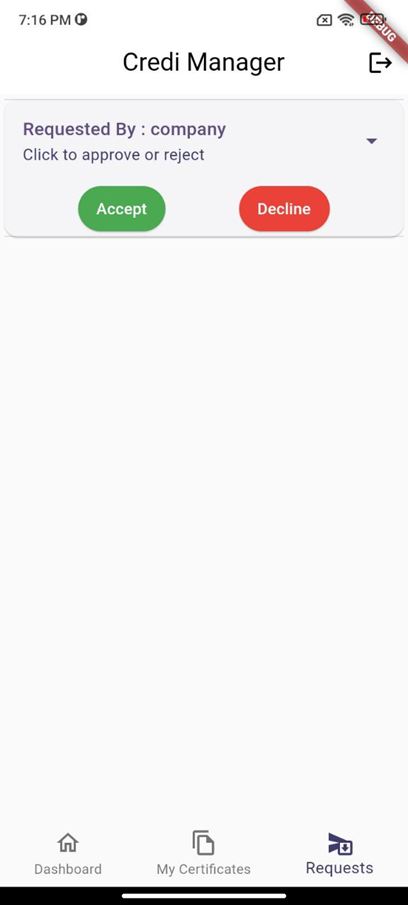 7:16 PM
DEBUG
Credi Manager
Requested By : company
Click to approve or reject
Accept
Decline
Dashboard
My Certificates
Requests